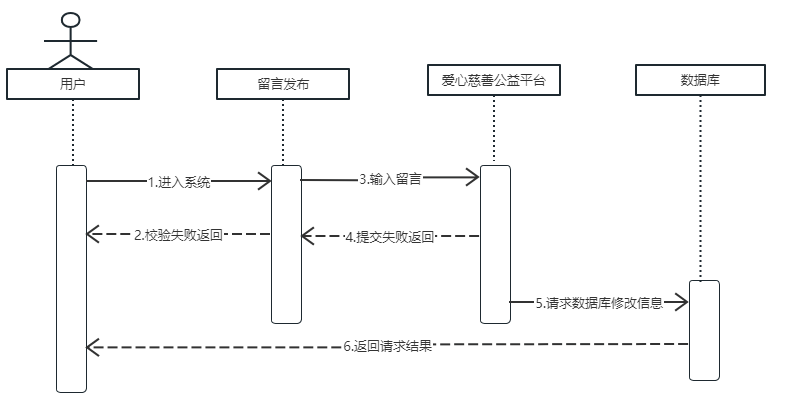 用户
留言发布
爱心慈善公益平台
数据库
1.进入系统
3.输入留言
2.校验失败返回
4.提交失败返回
5.请求数据库修改信息
6.返回请求结果